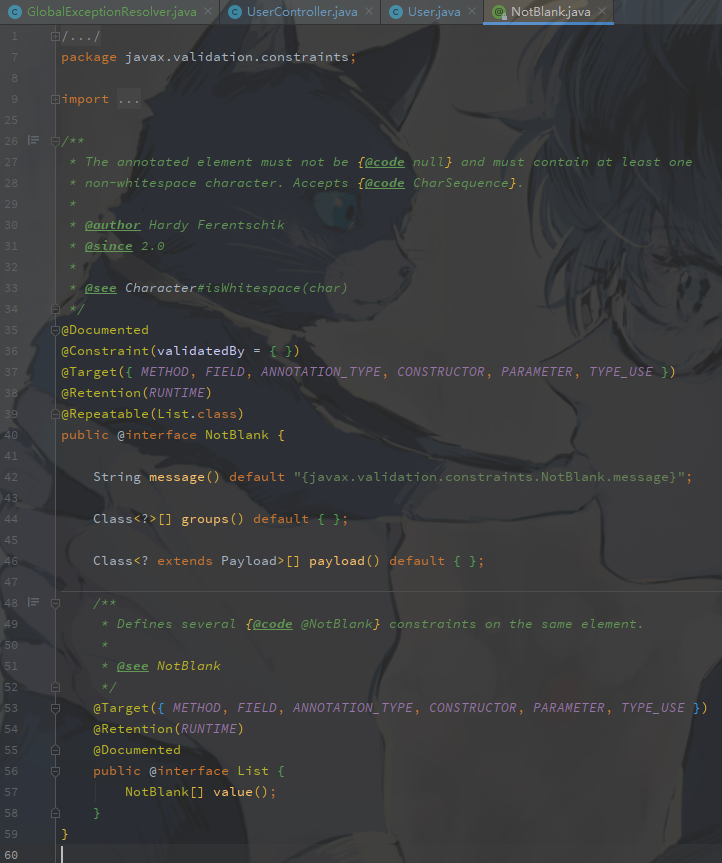 GlobalExceptionResolver.java × UserController.java × User.java × NotBlank.java ×
1 /.../
7 package javax.validation.constraints;
8
9 import ...
25
26 /**
27  * The annotated element must not be {@code null} and must contain at least one
28  * non-whitespace character. Accepts {@code CharSequence}.
29  *
30  * @author Hardy Ferentschik
31  * @since 2.0
32  *
33  * @see Character#isWhitespace(char)
34  */
35 @Documented
36 @Constraint(validatedBy = { })
37 @Target({ METHOD, FIELD, ANNOTATION_TYPE, CONSTRUCTOR, PARAMETER, TYPE_USE })
38 @Retention(RUNTIME)
39 @Repeatable(List.class)
40 public @interface NotBlank {
41
42     String message() default "{javax.validation.constraints.NotBlank.message}";
43
44     Class<?>[] groups() default { };
45
46     Class<? extends Payload>[] payload() default { };
47
48     /**
49      * Defines several {@code @NotBlank} constraints on the same element.
50      *
51      * @see NotBlank
52      */
53     @Target({ METHOD, FIELD, ANNOTATION_TYPE, CONSTRUCTOR, PARAMETER, TYPE_USE })
54     @Retention(RUNTIME)
55     @Documented
56     public @interface List {
57         NotBlank[] value();
58     }
59 }
60